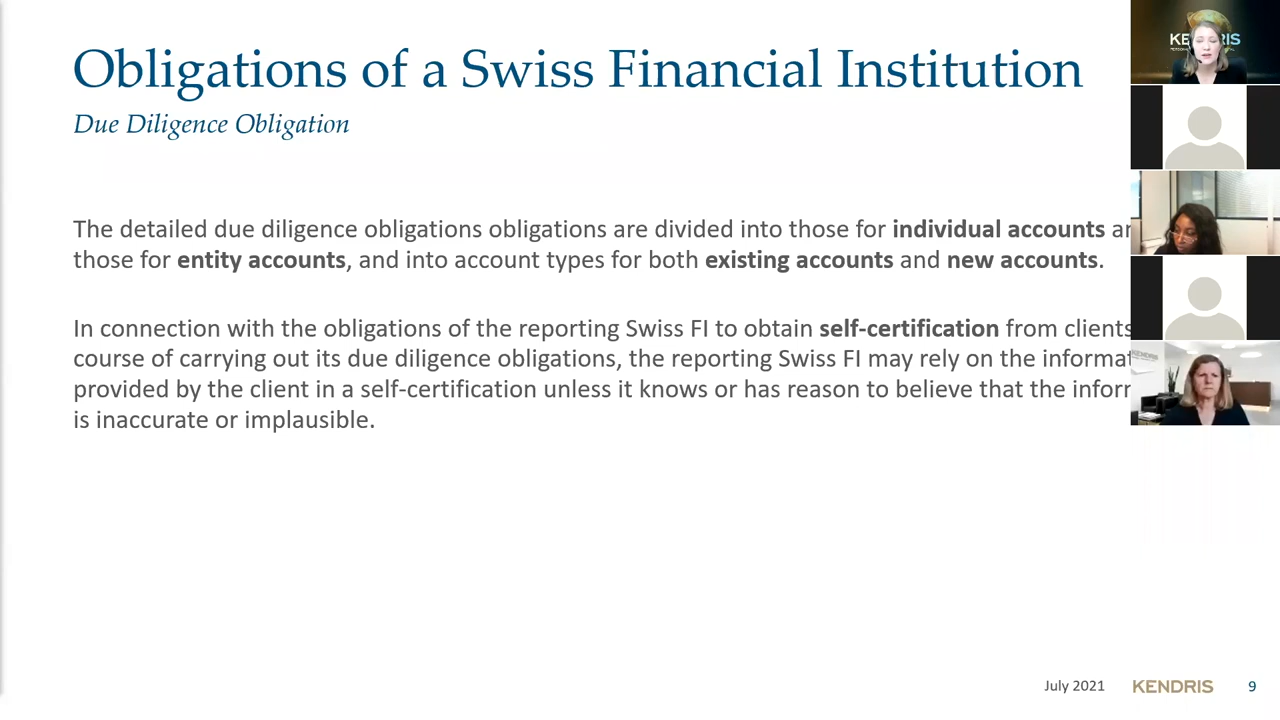 Obligations of a Swiss Financial Institution
Due Diligence Obligation
The detailed due diligence obligations obligations are divided into those for individual accounts
those for entity accounts, and into account types for both existing accounts and new accounts.
In connection with the obligations of the reporting Swiss FI to obtain self-certification from clients
course of carrying out its due diligence obligations, the reporting Swiss FI may rely on the
provided by the client in a self-certification unless it knows or has reason to believe that the
is inaccurate or implausible.
July 2021 KENDRIS 9
KENDRIS